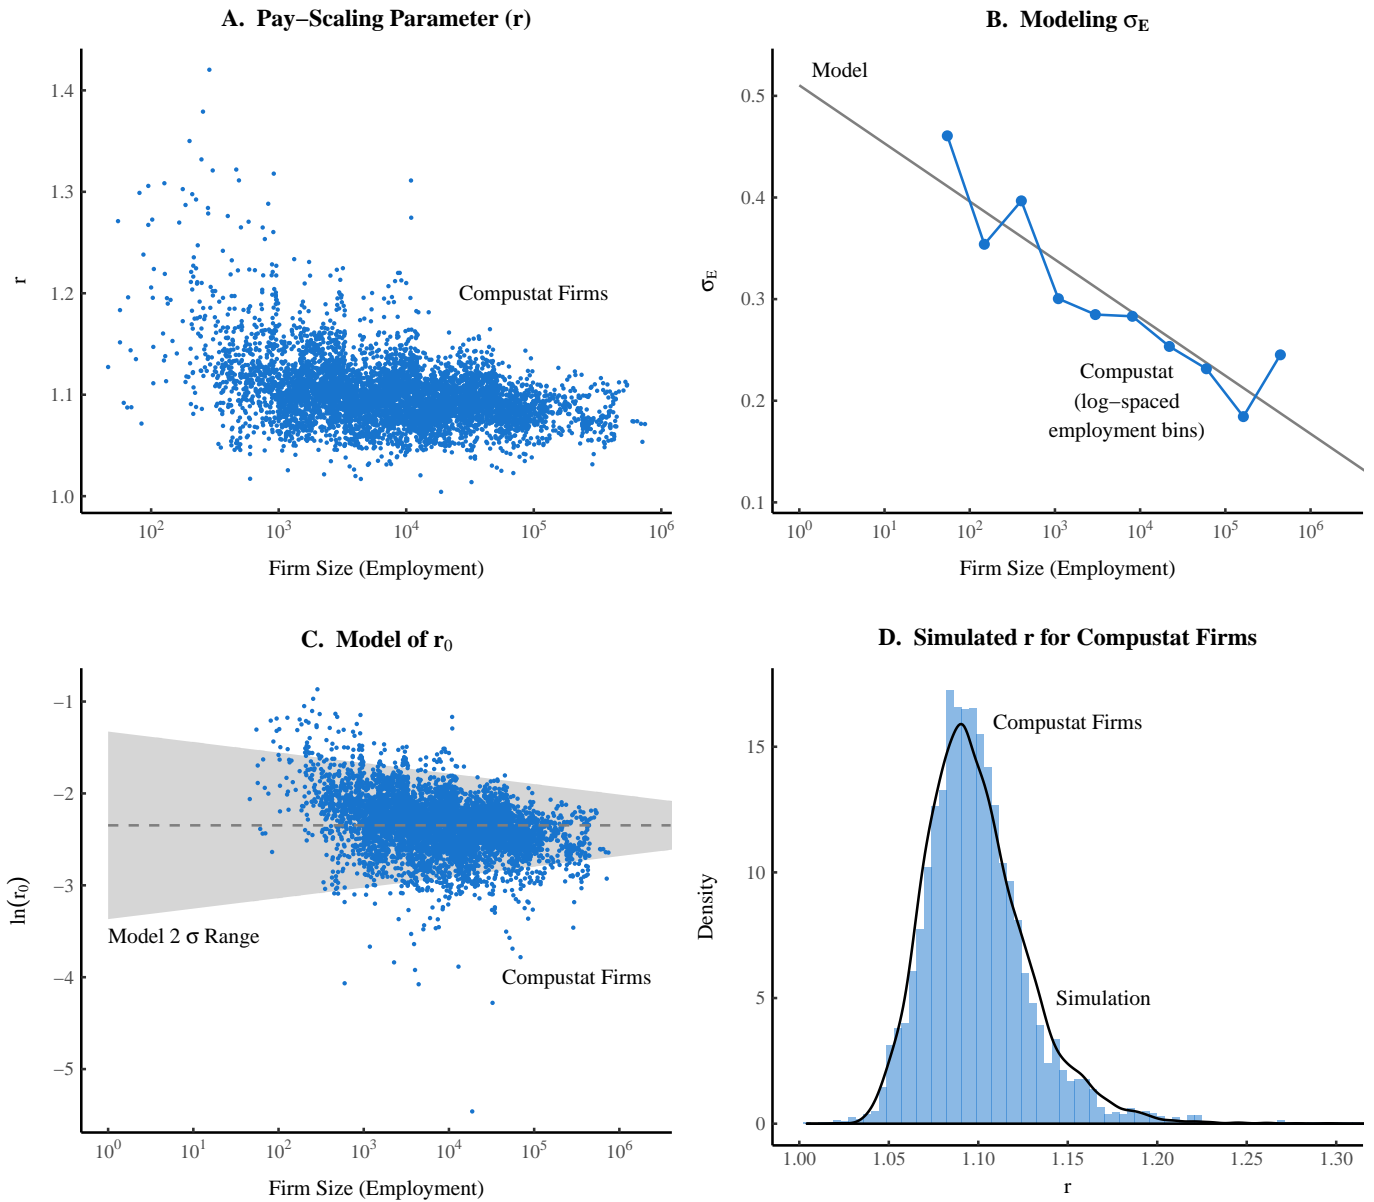 A. Pay–Scaling Parameter (r)
r
1.4
1.3
1.2
1.1
1.0
Compustat Firms
10² 10³ 10⁴ 10⁵ 10⁶
Firm Size (Employment)
B. Modeling σE
σE
0.5
0.4
0.3
0.2
0.1
Model
Compustat
(log–spaced
employment bins)
10⁰ 10¹ 10² 10³ 10⁴ 10⁵ 10⁶
Firm Size (Employment)
C. Model of r₀
ln(r₀)
−1
−2
−3
−4
−5
Model 2 σ Range
Compustat Firms
10⁰ 10¹ 10² 10³ 10⁴ 10⁵ 10⁶
Firm Size (Employment)
D. Simulated r for Compustat Firms
Density
15
10
5
0
Compustat Firms
Simulation
1.00 1.05 1.10 1.15 1.20 1.25 1.30
r